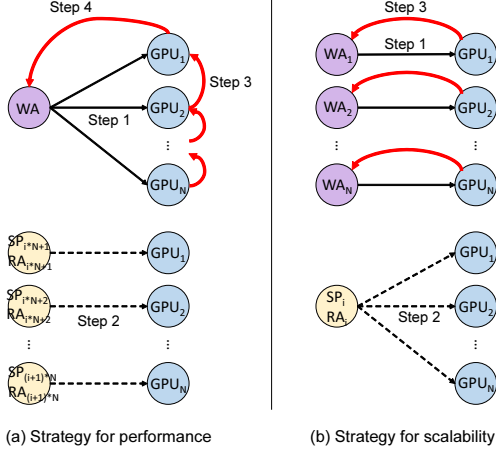 Step 4
GPU1
WA
Step 3
Step 1
GPU2
...
GPUN
SPi*N+1
RAi*N+1
GPU1
SPi*N+2
RAi*N+2
Step 2
GPU2
...
SP(i+1)*N
RA(i+1)*N
GPUN
(a) Strategy for performance
Step 3
WA1
Step 1
GPU1
WA2
GPU2
...
WAN
GPUN
GPU1
SPi
RAi
Step 2
GPU2
...
GPUN
(b) Strategy for scalability